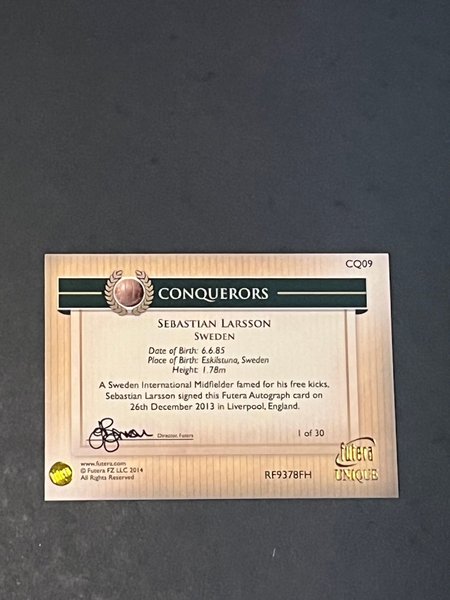 CQ09
CONQUERORS
SEBASTIAN LARSSON
SWEDEN
Date of Birth: 6.6.85
Place of Birth: Eskilstuna, Sweden
Height: 1.78m
A Sweden International Midfielder famed for his free kicks,
Sebastian Larsson signed this Futera Autograph card on
26th December 2013 in Liverpool, England.
Director, Futera
1 of 30
www.futera.com
© Futera FZ LLC 2014
All Rights Reserved
RF9378FH
futera
UNIQUE